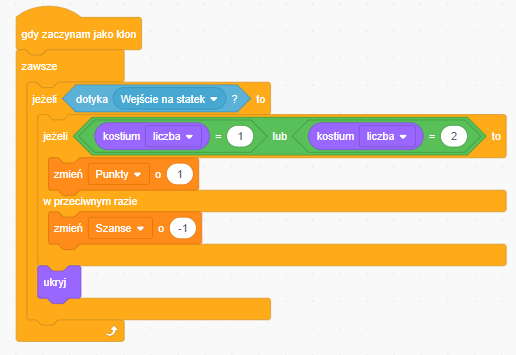 gdy zaczynam jako klon
zawsze
jeżeli dotyka Wejście na statek ? to
jeżeli kostium liczba = 1 lub kostium liczba = 2 to
zmień Punkty o 1
w przeciwnym razie
zmień Szanse o -1
ukryj